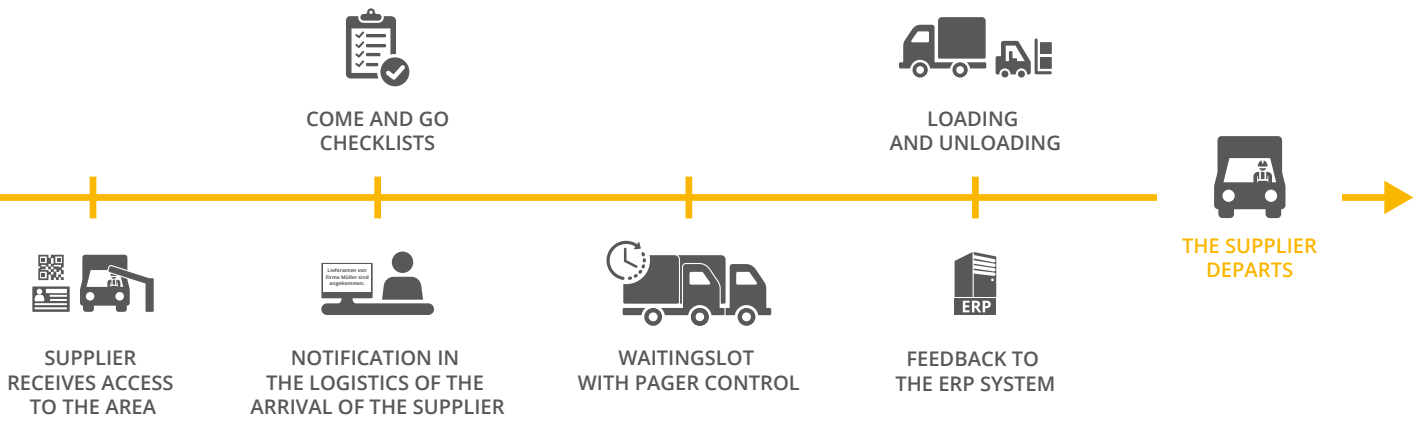 COME AND GO
CHECKLISTS
LOADING
AND UNLOADING
THE SUPPLIER
DEPARTS
Lieferanten von
Firma Müller sind
angekommen.
ERP
SUPPLIER
RECEIVES ACCESS
TO THE AREA
NOTIFICATION IN
THE LOGISTICS OF THE
ARRIVAL OF THE SUPPLIER
WAITINGSLOT
WITH PAGER CONTROL
FEEDBACK TO
THE ERP SYSTEM